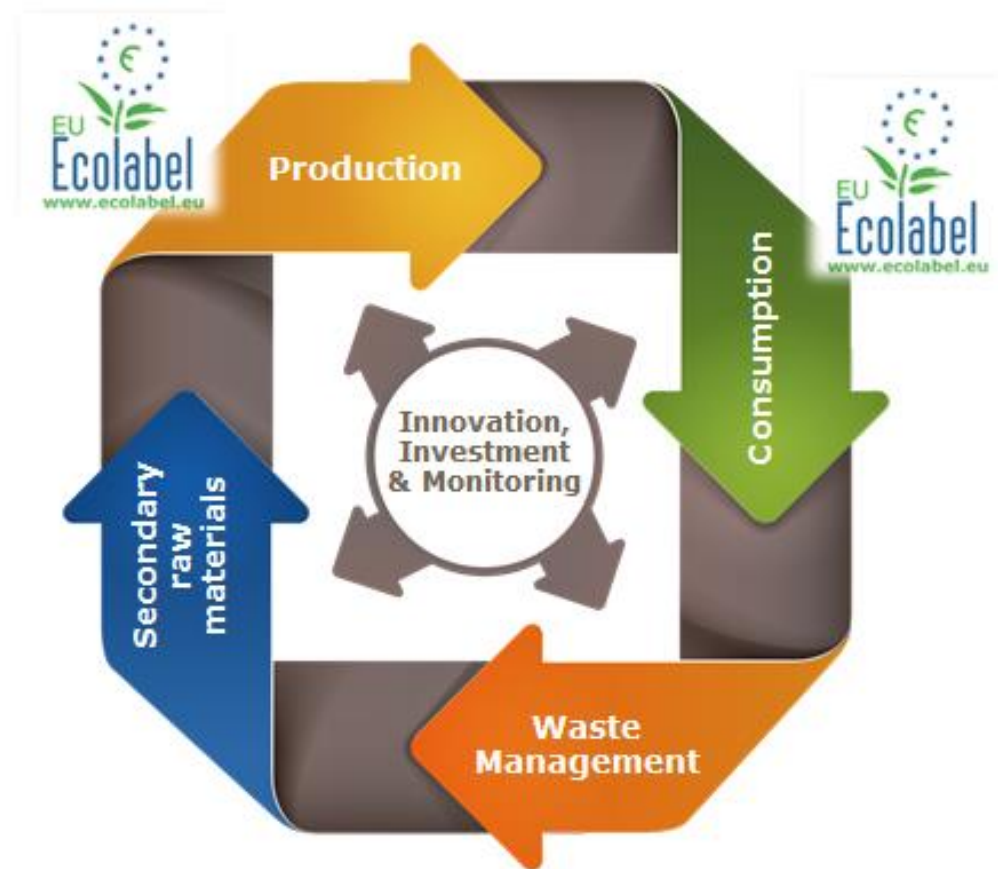 EU
Ecolabel
www.ecolabel.eu
Production
EU
Ecolabel
www.ecolabel.eu
Consumption
Innovation,
Investment
& Monitoring
Secondary
raw
materials
Waste
Management